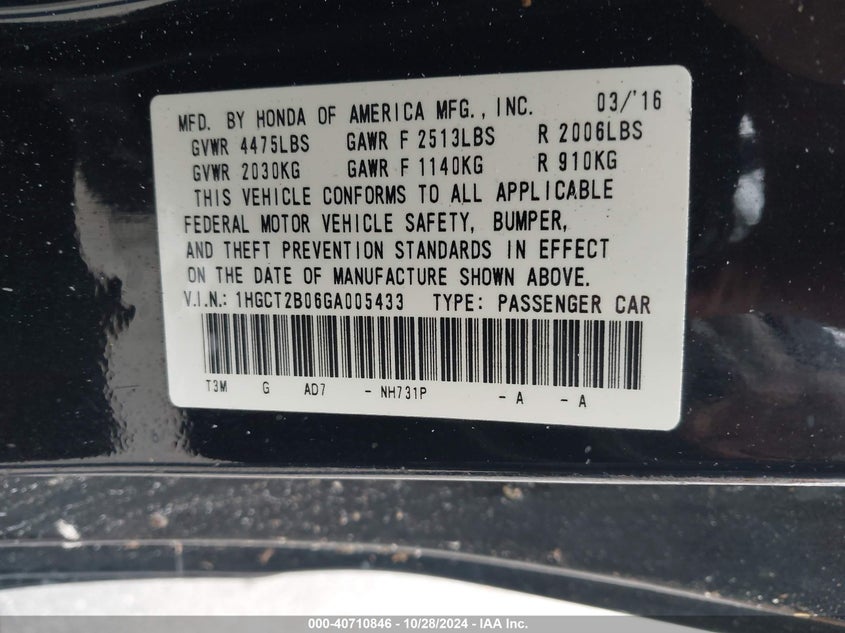 MFD. BY HONDA OF AMERICA MFG., INC. 03/'16
GVWR 4475LBS GAWR F 2513LBS R 2006LBS
GVWR 2030KG GAWR F 1140KG R 910KG
THIS VEHICLE CONFORMS TO ALL APPLICABLE
FEDERAL MOTOR VEHICLE SAFETY, BUMPER,
AND THEFT PREVENTION STANDARDS IN EFFECT
ON THE DATE OF MANUFACTURE SHOWN ABOVE.
V.I.N.: 1HGCT2B06GA005433 TYPE: PASSENGER CAR
T3M G AD7 - NH731P - A - A
000-40710846 - 10/28/2024 - IAA Inc.